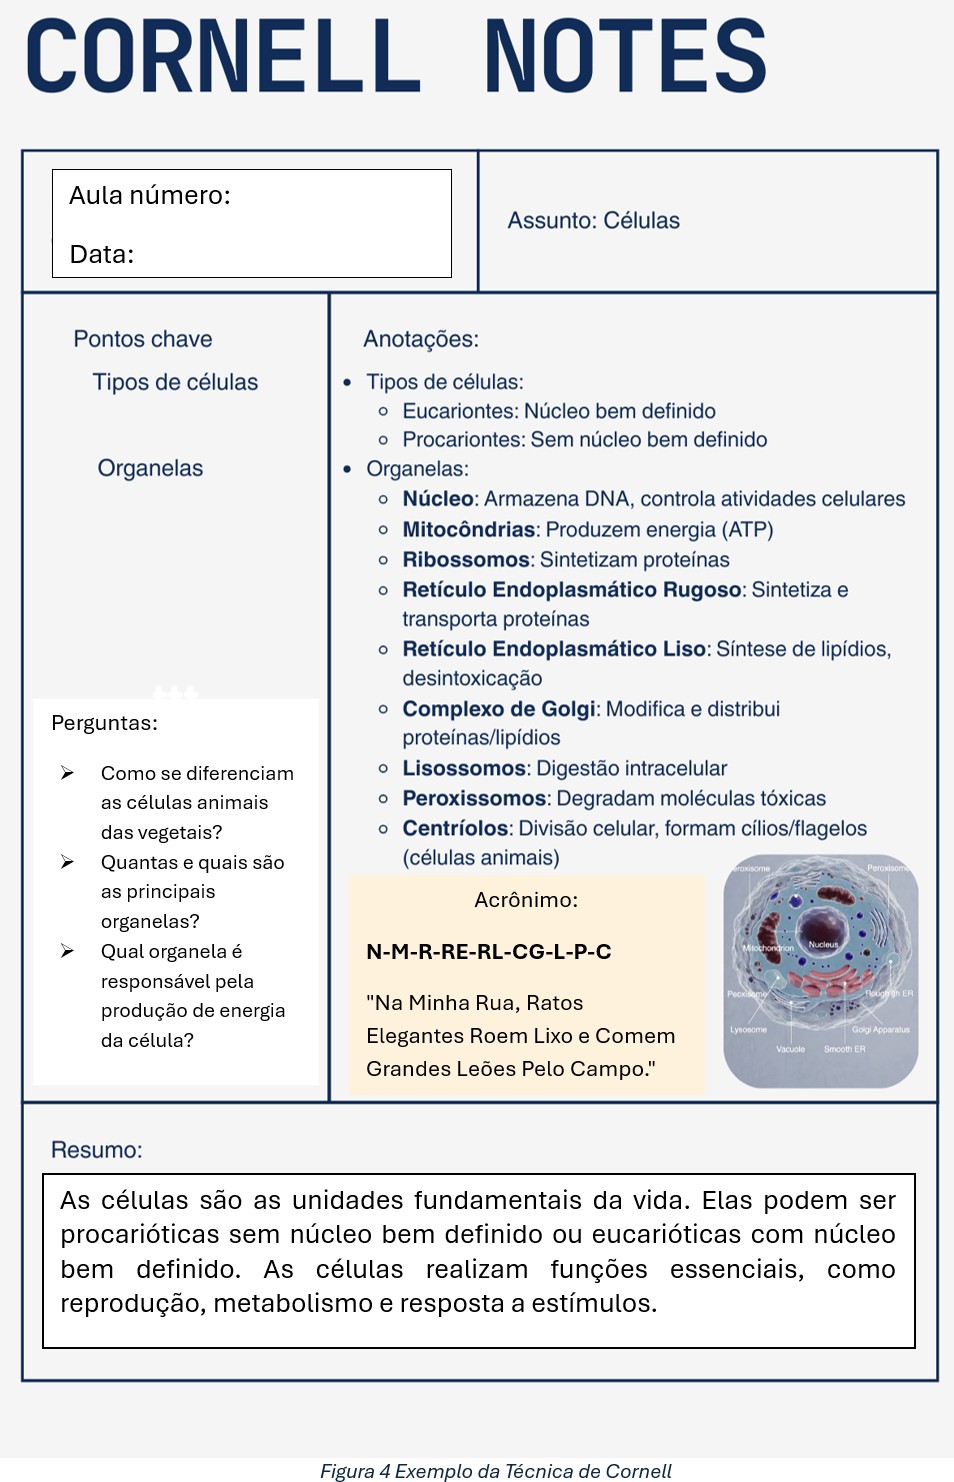 CORNELL NOTES
Aula número:
Data:
Assunto: Células
Pontos chave
Tipos de células
Organelas
Perguntas:
➢ Como se diferenciam
as células animais
das vegetais?
➢ Quantas e quais são
as principais
organelas?
➢ Qual organela é
responsável pela
produção de energia
da célula?
Anotações:
• Tipos de células:
◦ Eucariontes: Núcleo bem definido
◦ Procariontes: Sem núcleo bem definido
• Organelas:
◦ Núcleo: Armazena DNA, controla atividades celulares
◦ Mitocôndrias: Produzem energia (ATP)
◦ Ribossomos: Sintetizam proteínas
◦ Retículo Endoplasmático Rugoso: Sintetiza e
transporta proteínas
◦ Retículo Endoplasmático Liso: Síntese de lipídios,
desintoxicação
◦ Complexo de Golgi: Modifica e distribui
proteínas/lipídios
◦ Lisossomos: Digestão intracelular
◦ Peroxissomos: Degradam moléculas tóxicas
◦ Centríolos: Divisão celular, formam cílios/flagelos
(células animais)
Acrônimo:
N-M-R-RE-RL-CG-L-P-C
"Na Minha Rua, Ratos
Elegantes Roem Lixo e Comem
Grandes Leões Pelo Campo."
Nucleus
Mitochondrion
Lysosome
Golgi Apparatus
Vacuole
Smooth ER
Resumo:
As células são as unidades fundamentais da vida. Elas podem ser
procarióticas sem núcleo bem definido ou eucarióticas com núcleo
bem definido. As células realizam funções essenciais, como
reprodução, metabolismo e resposta a estímulos.
Figura 4 Exemplo da Técnica de Cornell